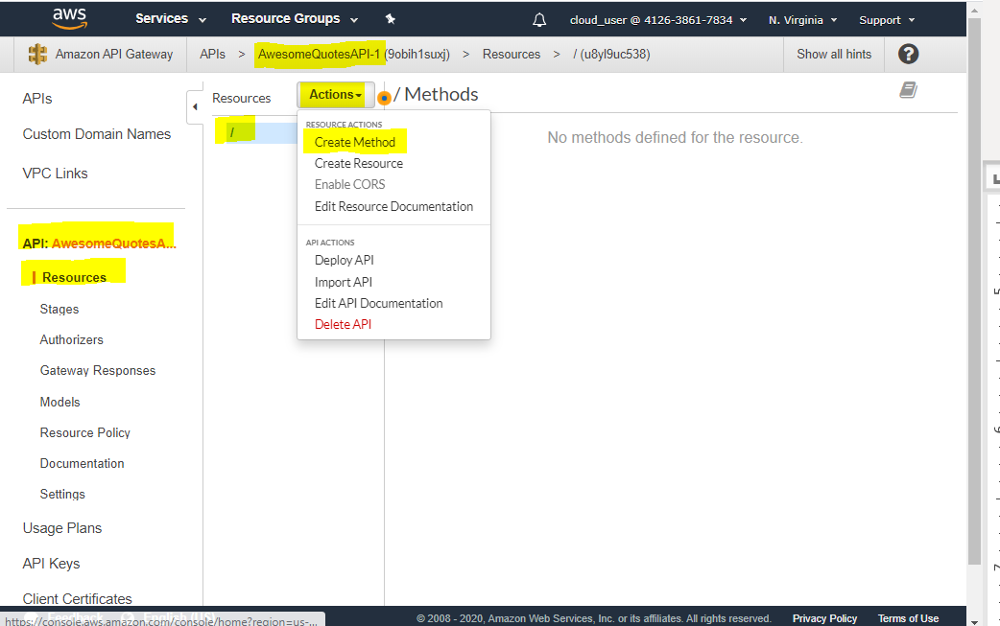 aws Services Resource Groups cloud_user @ 4126-3861-7834 N. Virginia Support
Amazon API Gateway APIs > AwesomeQuotesAPI-1 (9obih1suxj) > Resources > / (u8yl9uc538) Show all hints ?
APIs
Custom Domain Names
VPC Links
API: AwesomeQuotesA...
Resources
Stages
Authorizers
Gateway Responses
Models
Resource Policy
Documentation
Settings
Usage Plans
API Keys
Client Certificates
Resources
/
Actions
RESOURCE ACTIONS
Create Method
Create Resource
Enable CORS
Edit Resource Documentation
API ACTIONS
Deploy API
Import API
Edit API Documentation
Delete API
/ Methods
No methods defined for the resource.
https://console.aws.amazon.com/console/home?region=us-...
© 2008 - 2020, Amazon Web Services, Inc. or its affiliates. All rights reserved. Privacy Policy Terms of Use